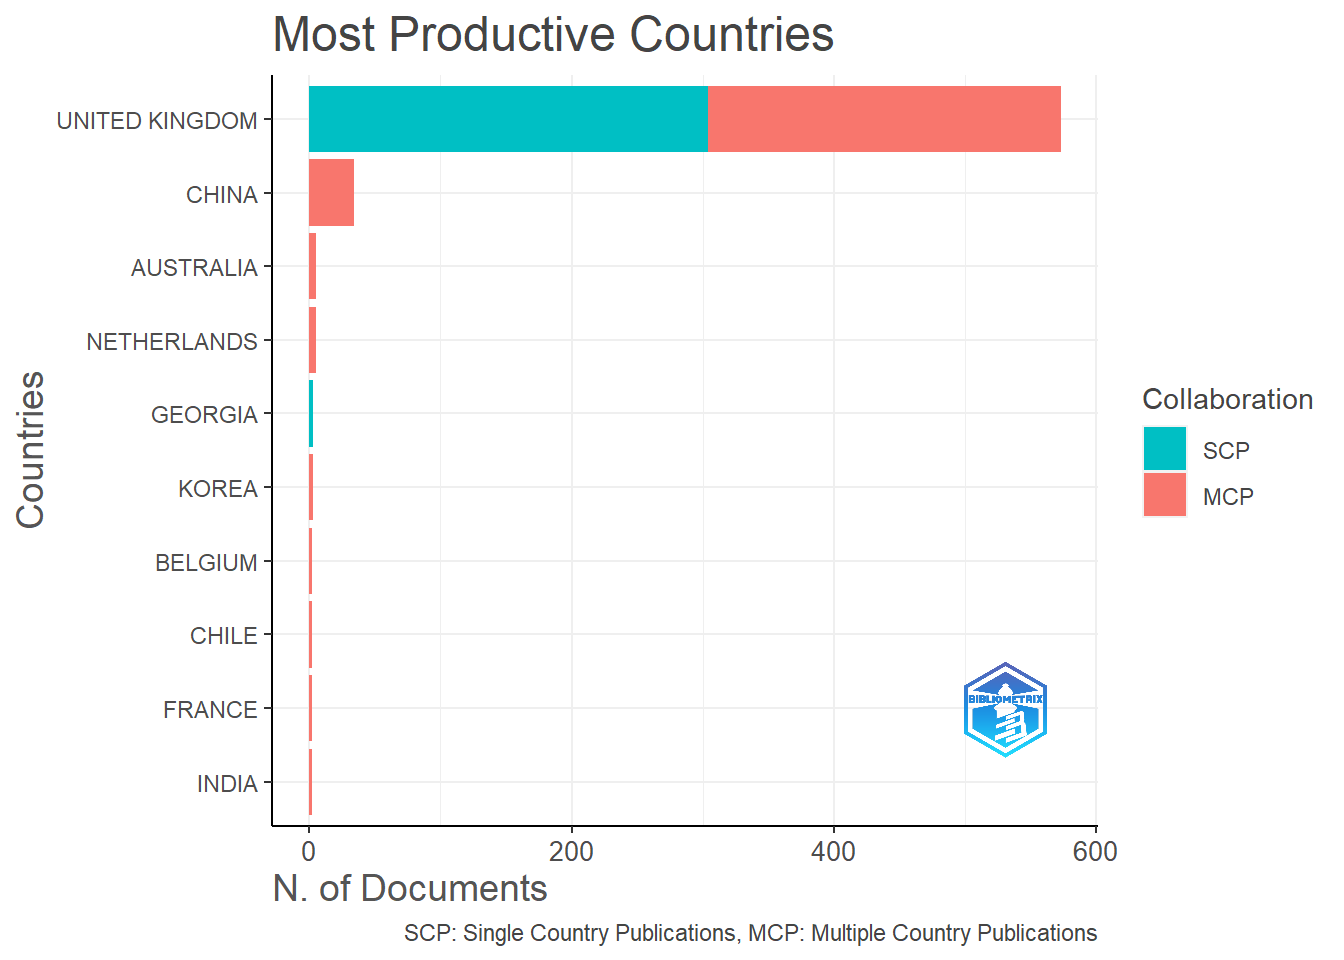 Most Productive Countries
UNITED KINGDOM
CHINA
AUSTRALIA
NETHERLANDS
GEORGIA
KOREA
BELGIUM
CHILE
FRANCE
INDIA
Countries
Collaboration
SCP
MCP
BIBLIOMETRIX
0 200 400 600
N. of Documents
SCP: Single Country Publications, MCP: Multiple Country Publications